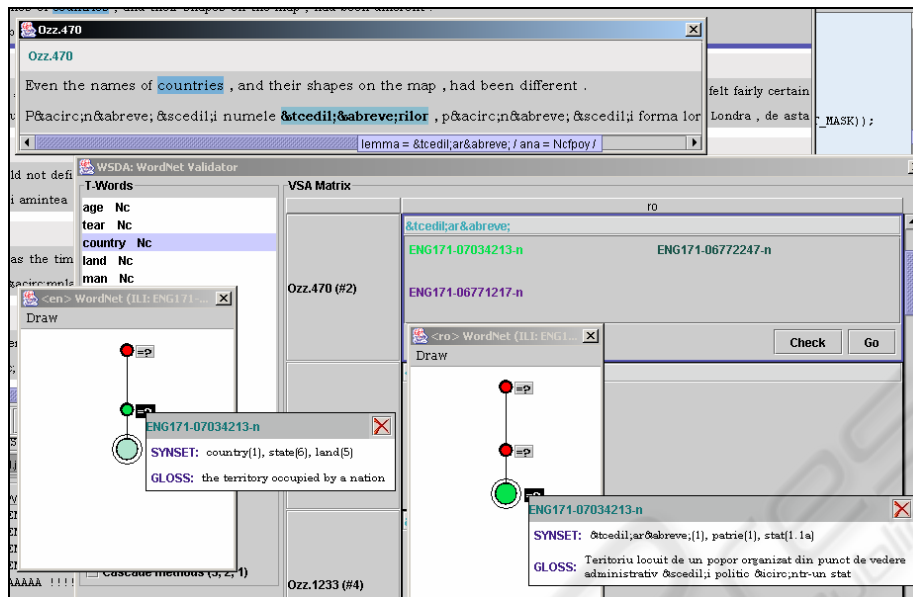 Ozz.470
Ozz.470
Even the names of countries , and their shapes on the map , had been different .
P&acirc;n&abreve; &scedil;i numele &tcedil;&abreve;rilor , p&acirc;n&abreve; &scedil;i forma lor
lemma = &tcedil;ar&abreve; / ana = Ncfpoy /
felt fairly certain
Londra , de asta
_MASK));
ld not defi
i amintea
as the tim
WSDA: WordNet Validator
T-Words
age Nc
tear Nc
country Nc
land Nc
man Nc
VSA Matrix
ro
Ozz.470 (#2)
&tcedil;ar&abreve;
ENG171-07034213-n ENG171-06772247-n
ENG171-06771217-n
Check Go
<en> WordNet (ILI: ENG171-...
Draw
=?
=?
ENG171-07034213-n
SYNSET: country(1), state(6), land(5)
GLOSS: the territory occupied by a nation
<ro> WordNet (ILI: ENG1...
Draw
=?
=?
=?
ENG171-07034213-n
SYNSET: &tcedil;ar&abreve;(1), patrie(1), stat(1.1a)
GLOSS: Teritoriu locuit de un popor organizat din punct de vedere
administrativ &scedil;i politic &icirc;ntr-un stat
Cascade methods (3, 2, 1)
Ozz.1233 (#4)
AAAAA !!!!